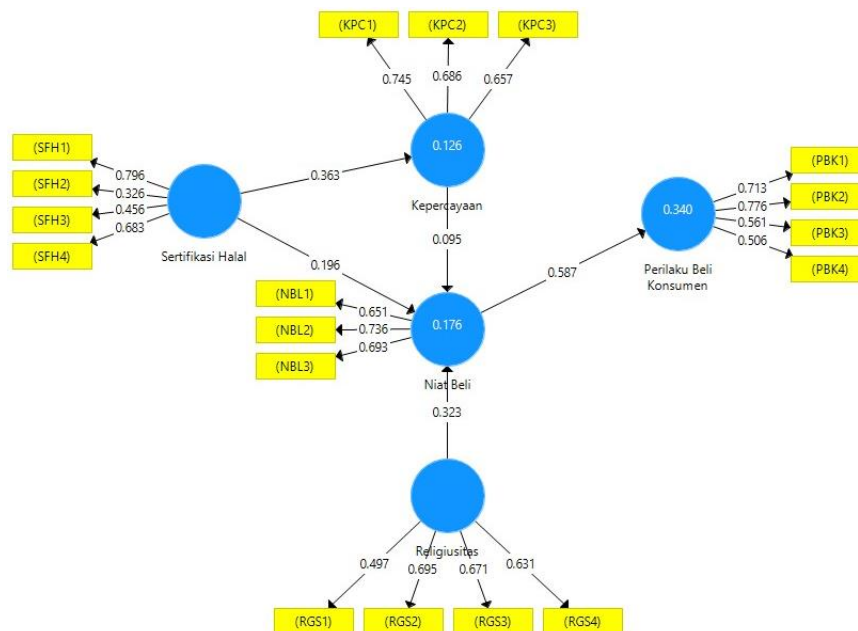 (KPC1)
(KPC2)
(KPC3)
0.745
0.686
0.657
0.126
Kepercayaan
(SFH1)
(SFH2)
(SFH3)
(SFH4)
0.796
0.326
0.456
0.683
Sertifikasi Halal
0.363
0.196
0.095
(NBL1)
(NBL2)
(NBL3)
0.651
0.736
0.693
0.176
Niat Beli
0.587
0.340
Perilaku Beli
Konsumen
0.713
0.776
0.561
0.506
(PBK1)
(PBK2)
(PBK3)
(PBK4)
0.323
Religiusitas
0.497
0.695
0.671
0.631
(RGS1)
(RGS2)
(RGS3)
(RGS4)